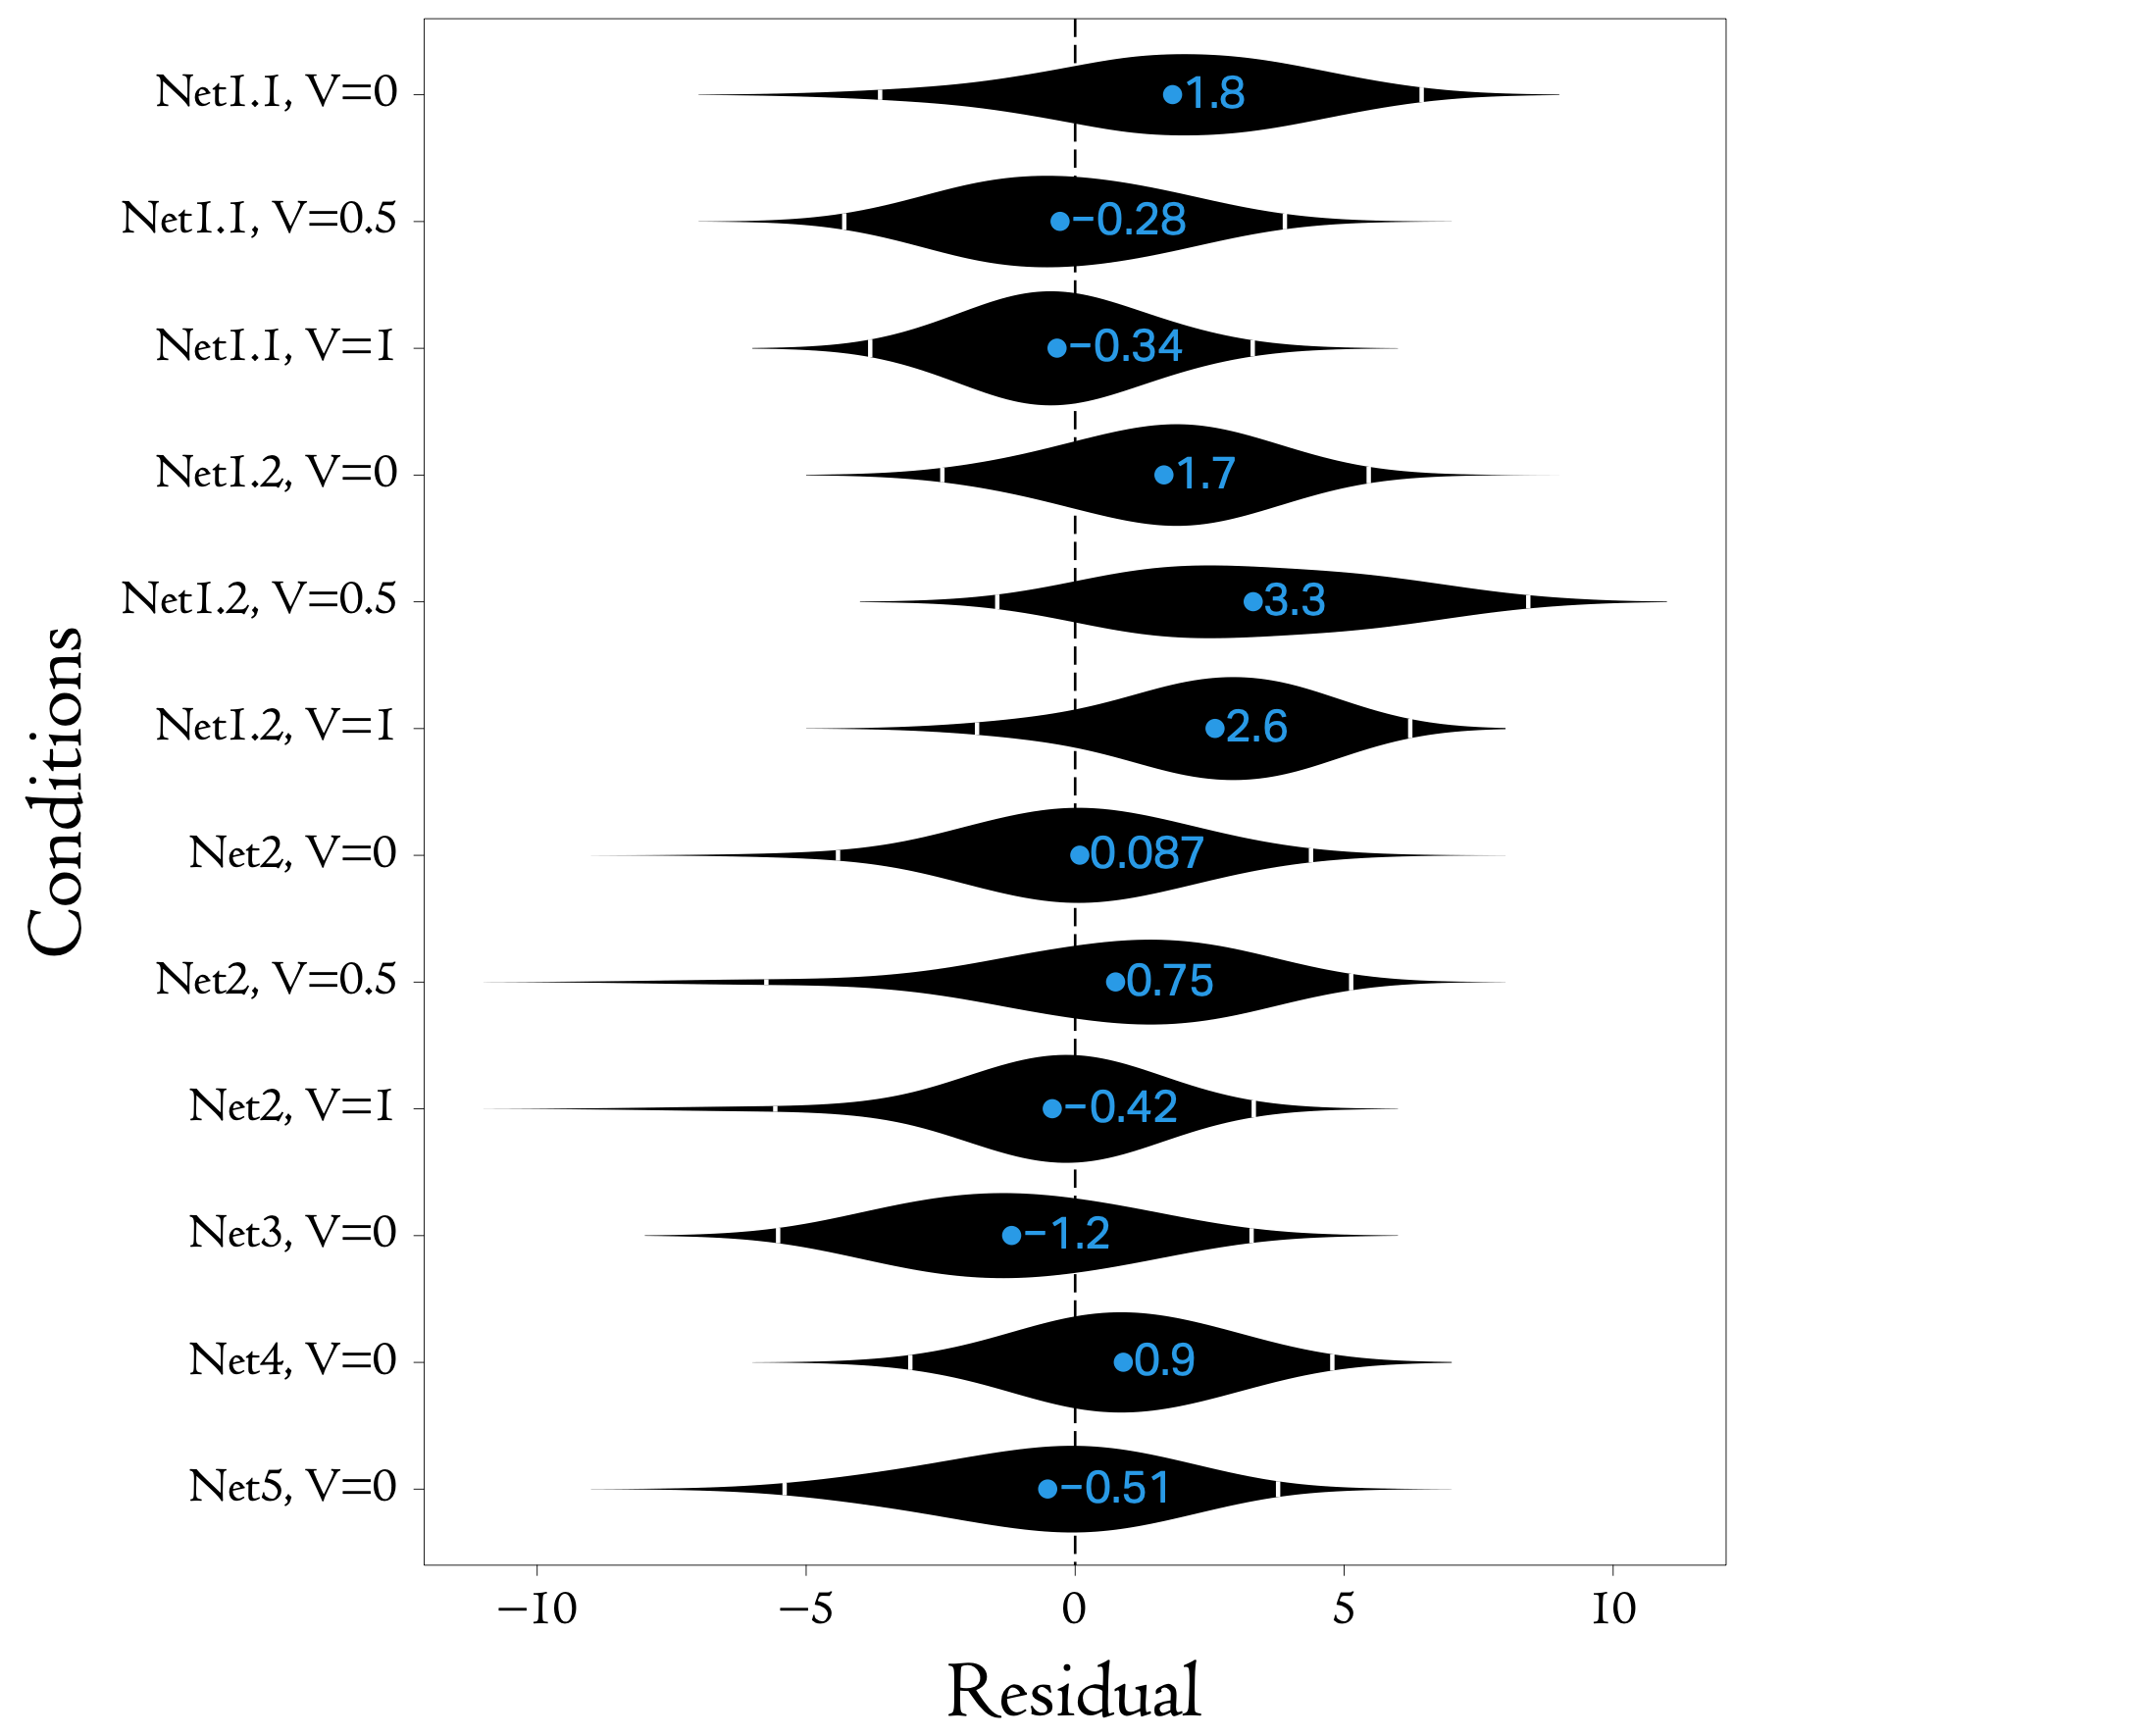 Net1.1, V=0
1.8
Net1.1, V=0.5
−0.28
Net1.1, V=1
−0.34
Net1.2, V=0
1.7
Net1.2, V=0.5
3.3
Net1.2, V=1
2.6
Net2, V=0
0.087
Net2, V=0.5
0.75
Net2, V=1
−0.42
Net3, V=0
−1.2
Net4, V=0
0.9
Net5, V=0
−0.51
Conditions
−10 −5 0 5 10
Residual